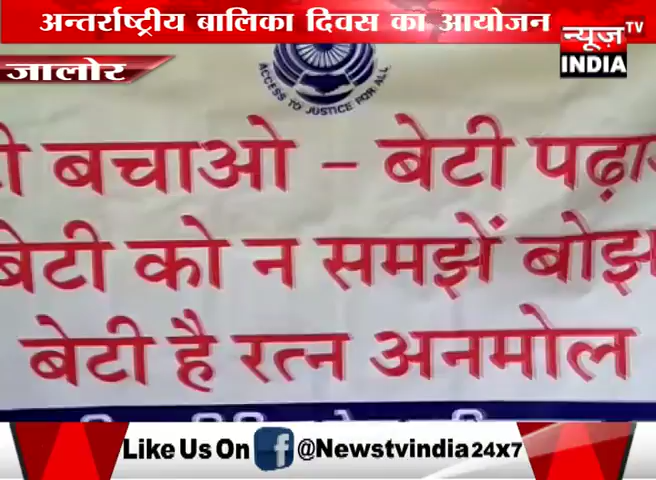 अन्तर्राष्ट्रीय बालिका दिवस का आयोजन
न्यूज़ TV
INDIA
जालोर
ACCESS TO JUSTICE FOR ALL
बचाओ - बेटी
बेटी को न समझें बोझ
बेटी है रत्न अनमोल
Like Us On f @Newstvindia24x7